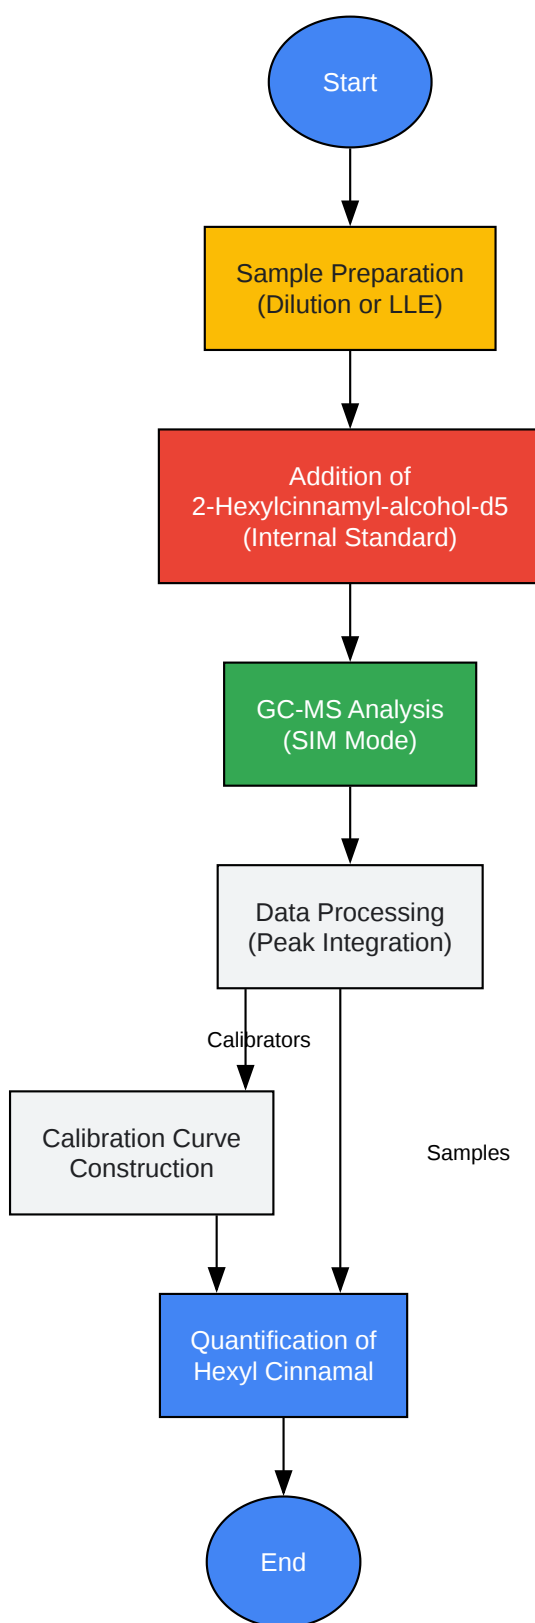 Start
Sample Preparation
(Dilution or LLE)
Addition of
2-Hexylcinnamyl-alcohol-d5
(Internal Standard)
GC-MS Analysis
(SIM Mode)
Data Processing
(Peak Integration)
Calibrators
Calibration Curve
Construction
Samples
Quantification of
Hexyl Cinnamal
End